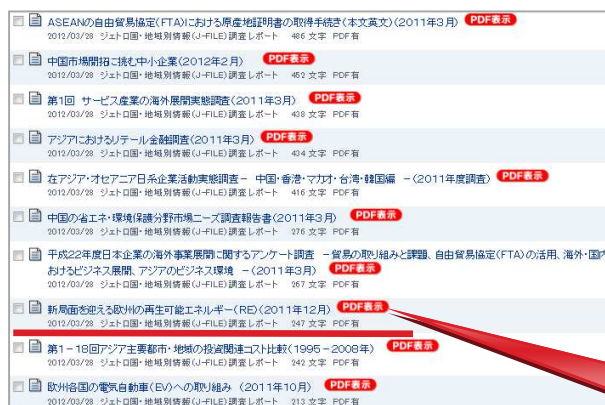 ASEANの自由貿易協定(FTA)における原産地証明書の取得手続き(本文英文)(2011年3月) PDF表示
2012/03/28 ジェトロ国・地域別情報(J-FILE)調査レポート 486 文字 PDF有
中国市場開拓に挑む中小企業(2012年2月) PDF表示
2012/03/28 ジェトロ国・地域別情報(J-FILE)調査レポート 452 文字 PDF有
第1回 サービス産業の海外展開実態調査(2011年3月) PDF表示
2012/03/28 ジェトロ国・地域別情報(J-FILE)調査レポート 438 文字 PDF有
アジアにおけるリテール金融調査(2011年3月) PDF表示
2012/03/28 ジェトロ国・地域別情報(J-FILE)調査レポート 434 文字 PDF有
在アジア・オセアニア日系企業活動実態調査- 中国・香港・マカオ・台湾・韓国編 -(2011年度調査) PDF表示
2012/03/28 ジェトロ国・地域別情報(J-FILE)調査レポート 416 文字 PDF有
中国の省エネ・環境保護分野市場ニーズ調査報告書(2011年3月) PDF表示
2012/03/28 ジェトロ国・地域別情報(J-FILE)調査レポート 276 文字 PDF有
平成22年度日本企業の海外事業展開に関するアンケート調査 -貿易の取り組みと課題、自由貿易協定(FTA)の活用、海外・国内
おけるビジネス展開、アジアのビジネス環境 -(2011年3月) PDF表示
2012/03/28 ジェトロ国・地域別情報(J-FILE)調査レポート 267 文字 PDF有
新局面を迎える欧州の再生可能エネルギー(RE)(2011年12月) PDF表示
2012/03/28 ジェトロ国・地域別情報(J-FILE)調査レポート 247 文字 PDF有
第1-18回アジア主要都市・地域の投資関連コスト比較(1995-2008年) PDF表示
2012/03/28 ジェトロ国・地域別情報(J-FILE)調査レポート 242 文字 PDF有
欧州各国の電気自動車(EV)への取り組み (2011年10月) PDF表示
2012/03/28 ジェトロ国・地域別情報(J-FILE)調査レポート 213 文字 PDF有